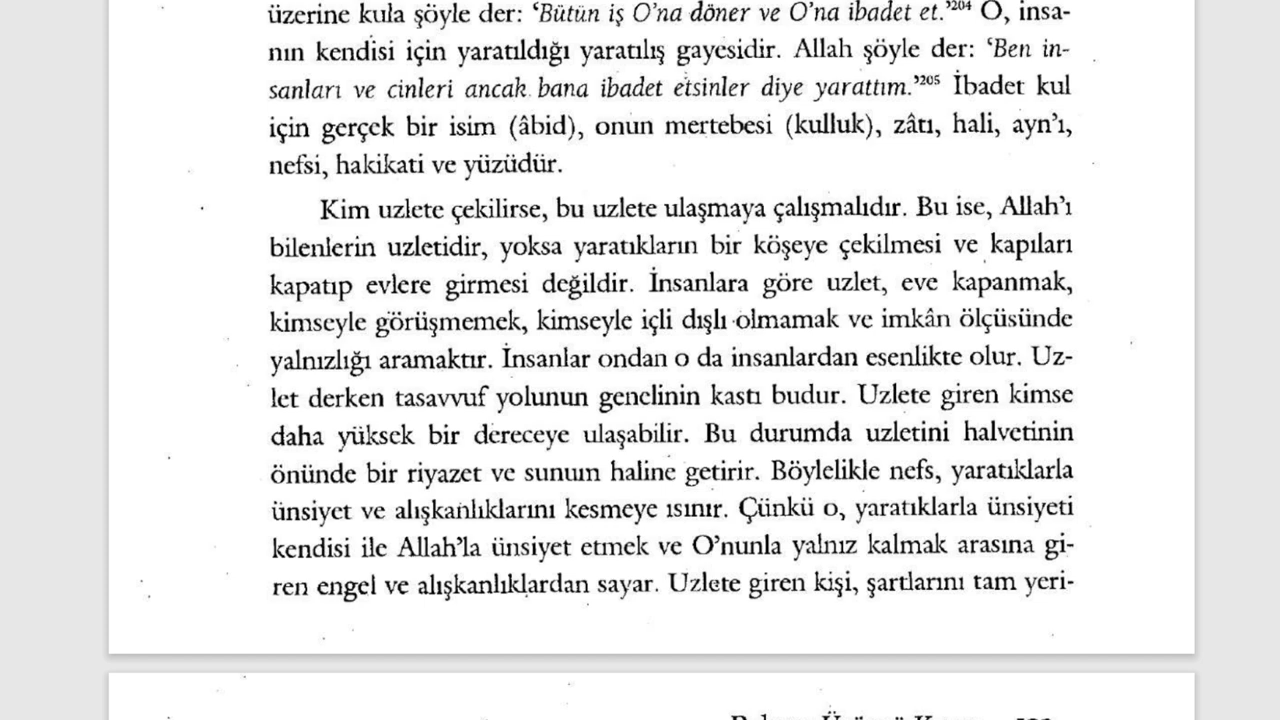 üzerine kula şöyle der: ‘Bütün iş O’na döner ve O’na ibadet et.’²⁰⁴ O, insa-
nın kendisi için yaratıldığı yaratılış gayesidir. Allah şöyle der: ‘Ben in-
sanları ve cinleri ancak bana ibadet etsinler diye yarattım.’²⁰⁵ İbadet kul
için gerçek bir isim (âbid), onun mertebesi (kulluk), zâtı, hali, ayn’ı,
nefsi, hakikati ve yüzüdür.
Kim uzlete çekilirse, bu uzlete ulaşmaya çalışmalıdır. Bu ise, Allah’ı
bilenlerin uzletidir, yoksa yaratıkların bir köşeye çekilmesi ve kapıları
kapatıp evlere girmesi değildir. İnsanlara göre uzlet, eve kapanmak,
kimseyle görüşmemek, kimseyle içli dışlı olmamak ve imkân ölçüsünde
yalnızlığı aramaktır. İnsanlar ondan o da insanlardan esenlikte olur. Uz-
let derken tasavvuf yolunun genelinin kastı budur. Uzlete giren kimse
daha yüksek bir dereceye ulaşabilir. Bu durumda uzletini halvetinin
önünde bir riyazet ve sunum haline getirir. Böylelikle nefs, yaratıklarla
ünsiyet ve alışkanlıklarını kesmeye ısınır. Çünkü o, yaratıklarla ünsiyeti
kendisi ile Allah’la ünsiyet etmek ve O’nunla yalnız kalmak arasına gi-
ren engel ve alışkanlıklardan sayar. Uzlete giren kişi, şartlarını tam yeri-